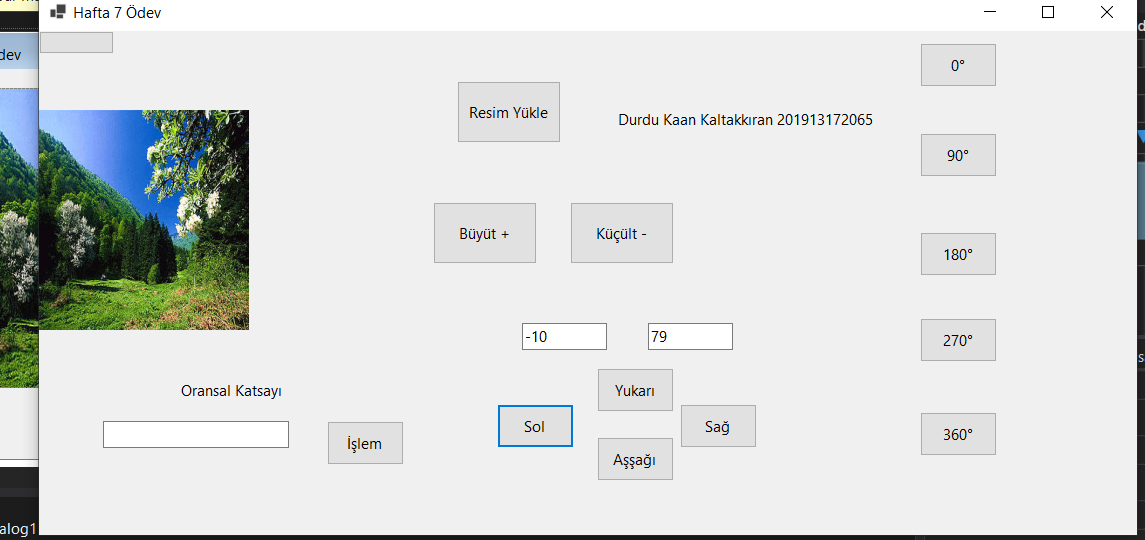 Hafta 7 Ödev
dev
0°
Resim Yükle
Durdu Kaan Kaltakkıran 201913172065
90°
Büyüt +
Küçült -
180°
-10
79
270°
Oransal Katsayı
Yukarı
Sol
Sağ
İşlem
Aşşağı
360°
alog1